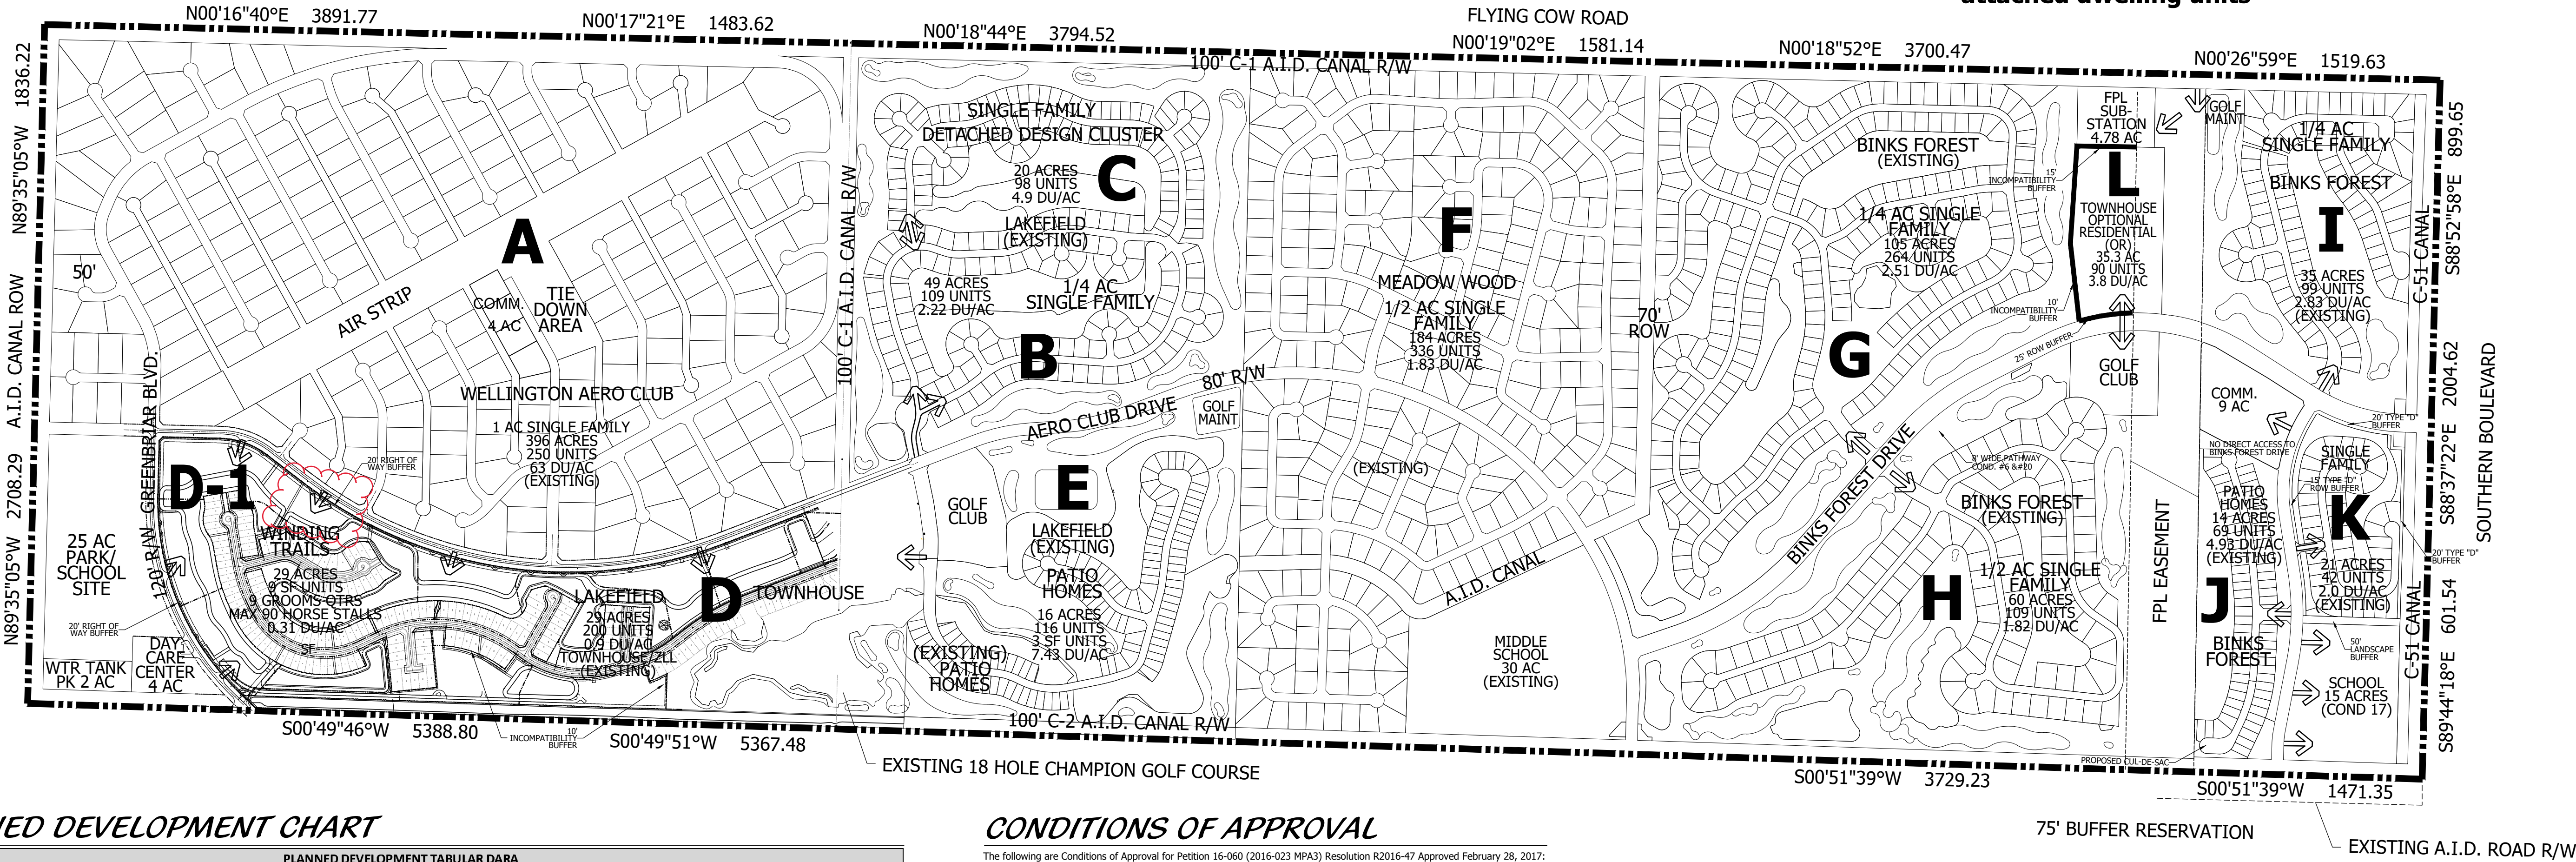 attached dwelling units
N00'16"40°E 3891.77
N00'17"21°E 1483.62
N00'18"44°E 3794.52
FLYING COW ROAD
N00'19"02°E 1581.14
N00'18"52°E 3700.47
N00'26"59°E 1519.63
N89'35"05°W 1836.22
A.I.D. CANAL ROW
N89'35"05°W 2708.29
50'
AIR STRIP
A
COMM.
4 AC
TIE
DOWN
AREA
WELLINGTON AERO CLUB
1 AC SINGLE FAMILY
396 ACRES
250 UNITS
63 DU/AC
(EXISTING)
120' R/W GREENBRIAR BLVD.
D-1
20' RIGHT OF
WAY BUFFER
WINDING
TRAILS
29 ACRES
9 SF UNITS
9 GROOMS QTRS
MAX 90 HORSE STALLS
0.31 DU/AC
SF
25 AC
PARK/
SCHOOL
SITE
20' RIGHT OF
WAY BUFFER
DAY
CARE
CENTER
4 AC
WTR TANK
PK 2 AC
LAKEFIELD
29 ACRES
200 UNITS
0.9 DU/AC
TOWNHOUSE/ZLL
(EXISTING)
D
TOWNHOUSE
100' C-1 A.I.D. CANAL R/W
100' C-1 A.I.D. CANAL R/W
SINGLE FAMILY
DETACHED DESIGN CLUSTER
C
20 ACRES
98 UNITS
4.9 DU/AC
LAKEFIELD
(EXISTING)
49 ACRES
109 UNITS
2.22 DU/AC
1/4 AC
SINGLE FAMILY
B
AERO CLUB DRIVE
80' R/W
GOLF
MAINT
GOLF
CLUB
E
LAKEFIELD
(EXISTING)
PATIO
HOMES
16 ACRES
116 UNITS
3 SF UNITS
7.43 DU/AC
(EXISTING)
PATIO
HOMES
100' C-2 A.I.D. CANAL R/W
F
MEADOW WOOD
1/2 AC SINGLE
FAMILY
184 ACRES
336 UNITS
1.83 DU/AC
(EXISTING)
70'
ROW
A.I.D. CANAL
MIDDLE
SCHOOL
30 AC
(EXISTING)
BINKS FOREST
(EXISTING)
1/4 AC SINGLE
FAMILY
105 ACRES
264 UNITS
2.51 DU/AC
G
BINKS FOREST DRIVE
8' WIDE PATHWAY
COND. #6 &#20
BINKS FOREST
(EXISTING)
1/2 AC SINGLE
FAMILY
60 ACRES
109 UNITS
1.82 DU/AC
H
FPL
SUB-
STATION
4.78 AC
15'
INCOMPATIBILITY
BUFFER
L
TOWNHOUSE
OPTIONAL
RESIDENTIAL
(OR)
35.3 AC
90 UNITS
3.8 DU/AC
10'
INCOMPATIBILITY
BUFFER
25' ROW BUFFER
GOLF
CLUB
FPL EASEMENT
GOLF
MAINT
1/4 AC
SINGLE FAMILY
BINKS FOREST
I
35 ACRES
99 UNITS
2.83 DU/AC
(EXISTING)
COMM.
9 AC
20' TYPE "D"
BUFFER
NO DIRECT ACCESS TO
BINKS FOREST DRIVE
SINGLE
FAMILY
15' TYPE "D"
ROW BUFFER
K
21 ACRES
42 UNITS
2.0 DU/AC
(EXISTING)
20' TYPE "D"
BUFFER
PATIO
HOMES
14 ACRES
69 UNITS
4.93 DU/AC
(EXISTING)
J
BINKS
FOREST
50'
LANDSCAPE
BUFFER
SCHOOL
15 ACRES
(COND 17)
PROPOSED CUL-DE-SAC
C-51 CANAL
C-51 CANAL
S88'52"58°E 899.65
S88'37"22°E 2004.62
S89'44"18°E 601.54
SOUTHERN BOULEVARD
S00'49"46°W 5388.80
10'
INCOMPATIBILITY
BUFFER
S00'49"51°W 5367.48
EXISTING 18 HOLE CHAMPION GOLF COURSE
S00'51"39°W 3729.23
S00'51"39°W 1471.35
75' BUFFER RESERVATION
EXISTING A.I.D. ROAD R/W
NED DEVELOPMENT CHART
PLANNED DEVELOPMENT TABULAR DARA
CONDITIONS OF APPROVAL
The following are Conditions of Approval for Petition 16-060 (2016-023 MPA3) Resolution R2016-47 Approved February 28, 2017: